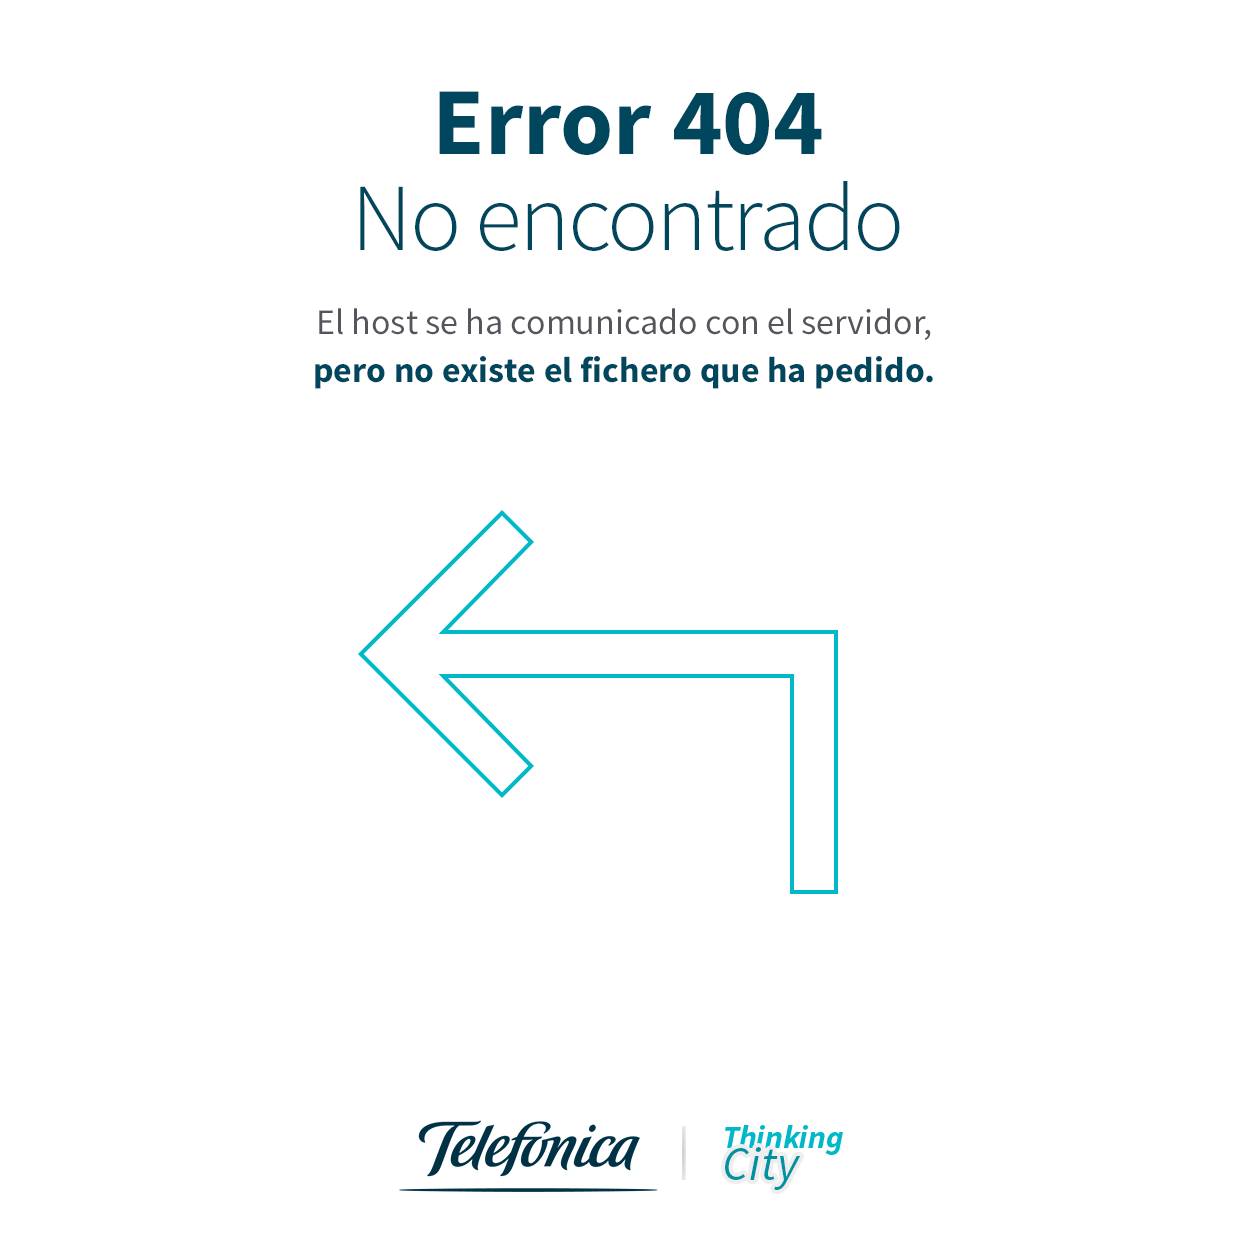 Error 404
No encontrado
El host se ha comunicado con el servidor,
pero no existe el fichero que ha pedido.
Telefónica
Thinking
City